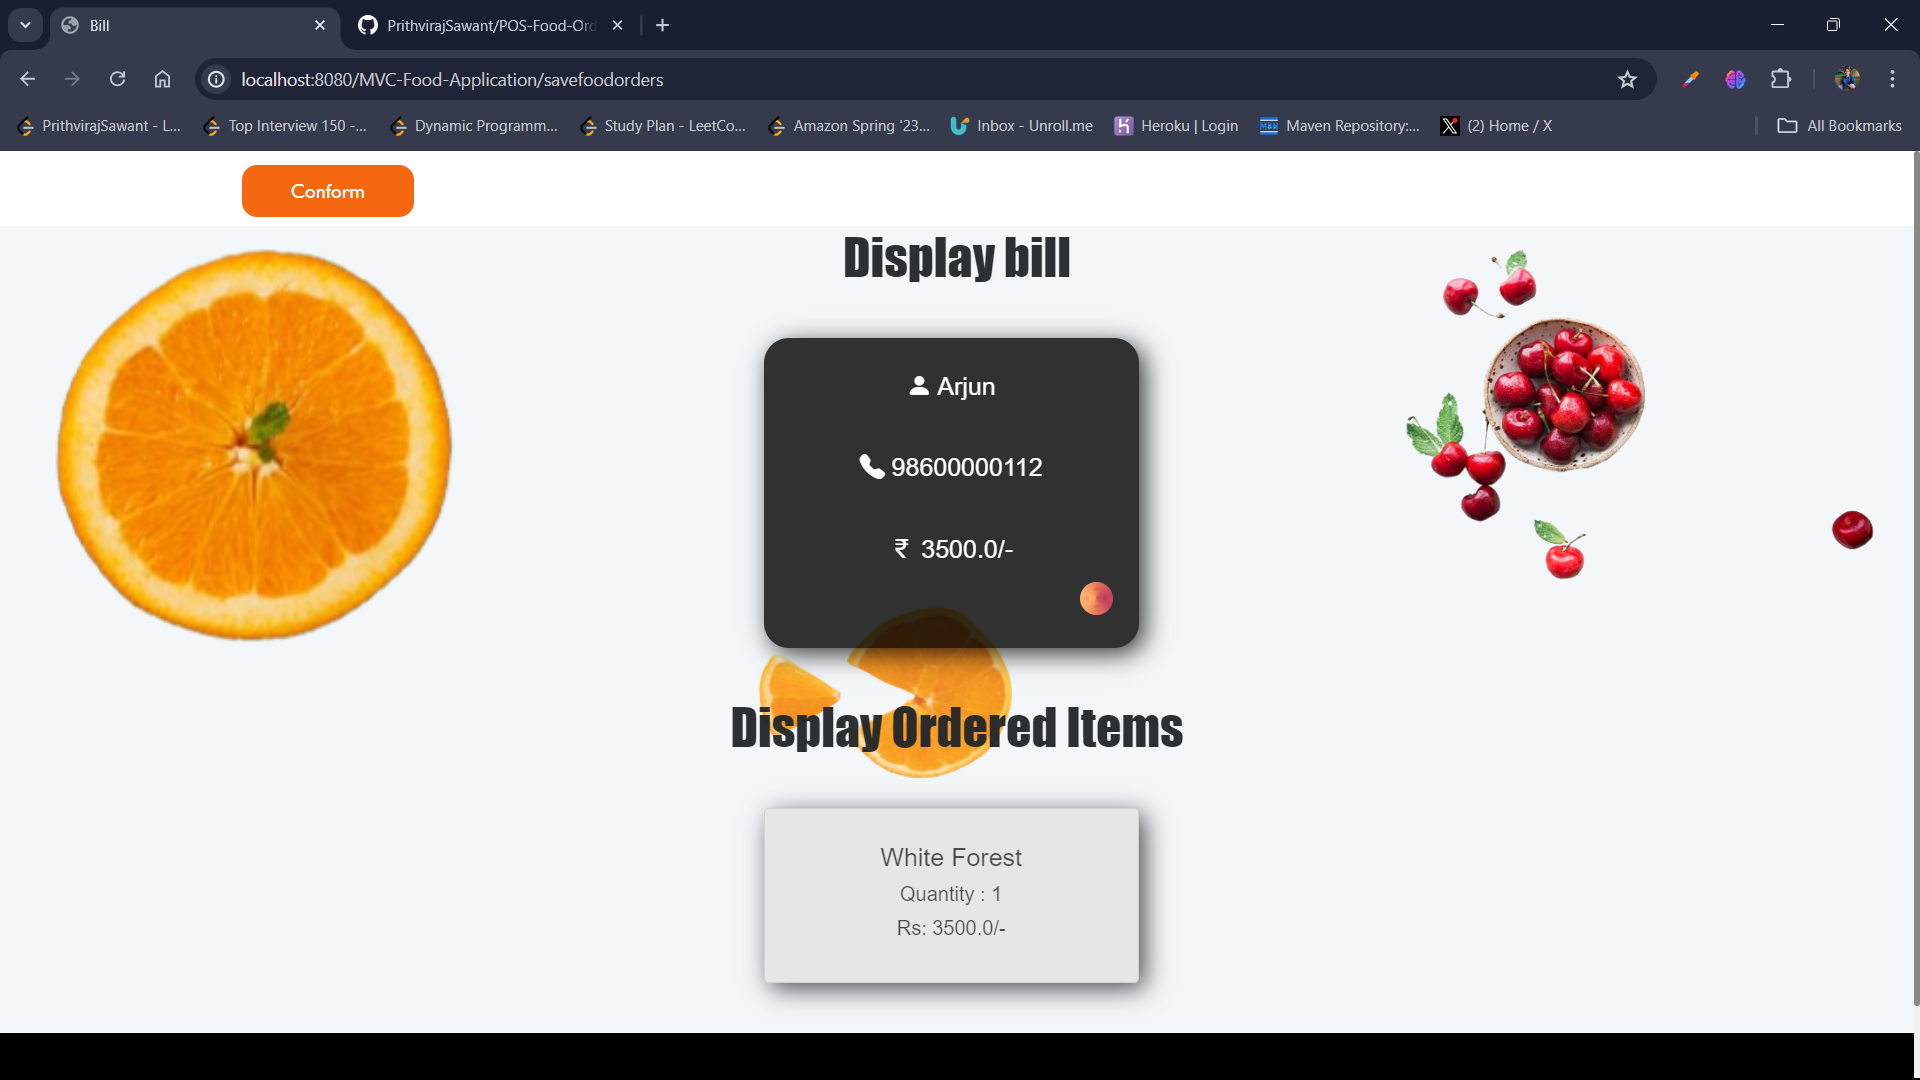 Bill
PrithvirajSawant/POS-Food-Ord
localhost:8080/MVC-Food-Application/savefoodorders
PrithvirajSawant - L...
Top Interview 150 -...
Dynamic Programm...
Study Plan - LeetCo...
Amazon Spring '23...
Inbox - Unroll.me
Heroku | Login
Maven Repository:...
(2) Home / X
All Bookmarks
Conform
Display bill
Arjun
98600000112
₹ 3500.0/-
Display Ordered Items
White Forest
Quantity : 1
Rs: 3500.0/-